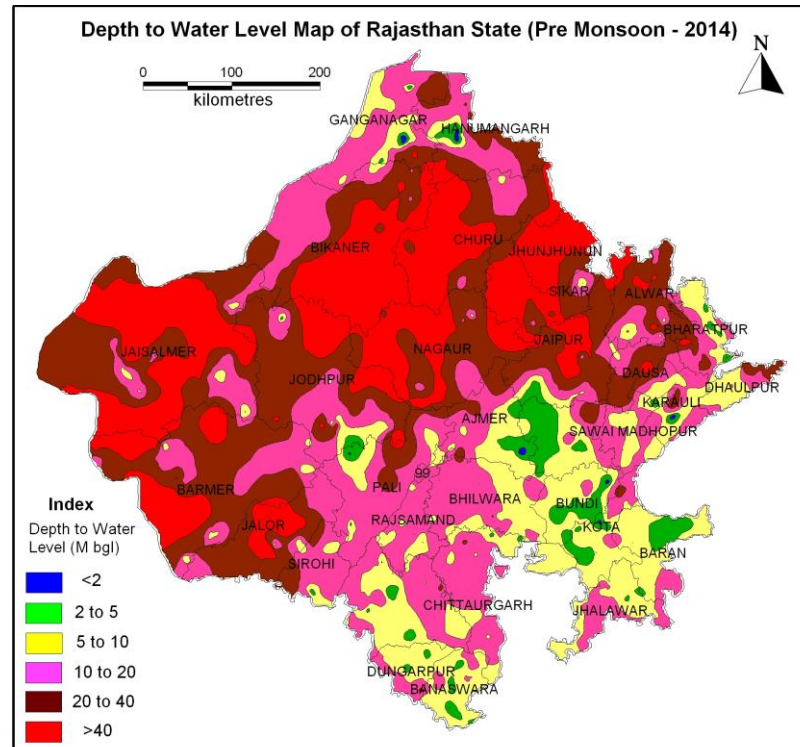 Depth to Water Level Map of Rajasthan State (Pre Monsoon - 2014)
N
0 100 200
kilometres
GANGANAGAR
HANUMANGARH
BIKANER
CHURU
JHUNJHUNUN
SIKAR
ALWAR
BHARATPUR
JAISALMER
NAGAUR
JAIPUR
JODHPUR
DAUSA
DHAULPUR
KARAULI
AJMER
SAWAI MADHOPUR
99
BARMER
PALI
BHILWARA
BUNDI
RAJSAMAND
KOTA
JALOR
BARAN
SIROHI
CHITTAURGARH
JHALAWAR
DUNGARPUR
BANASWARA
Index
Depth to Water
Level (M bgl)
<2
2 to 5
5 to 10
10 to 20
20 to 40
>40